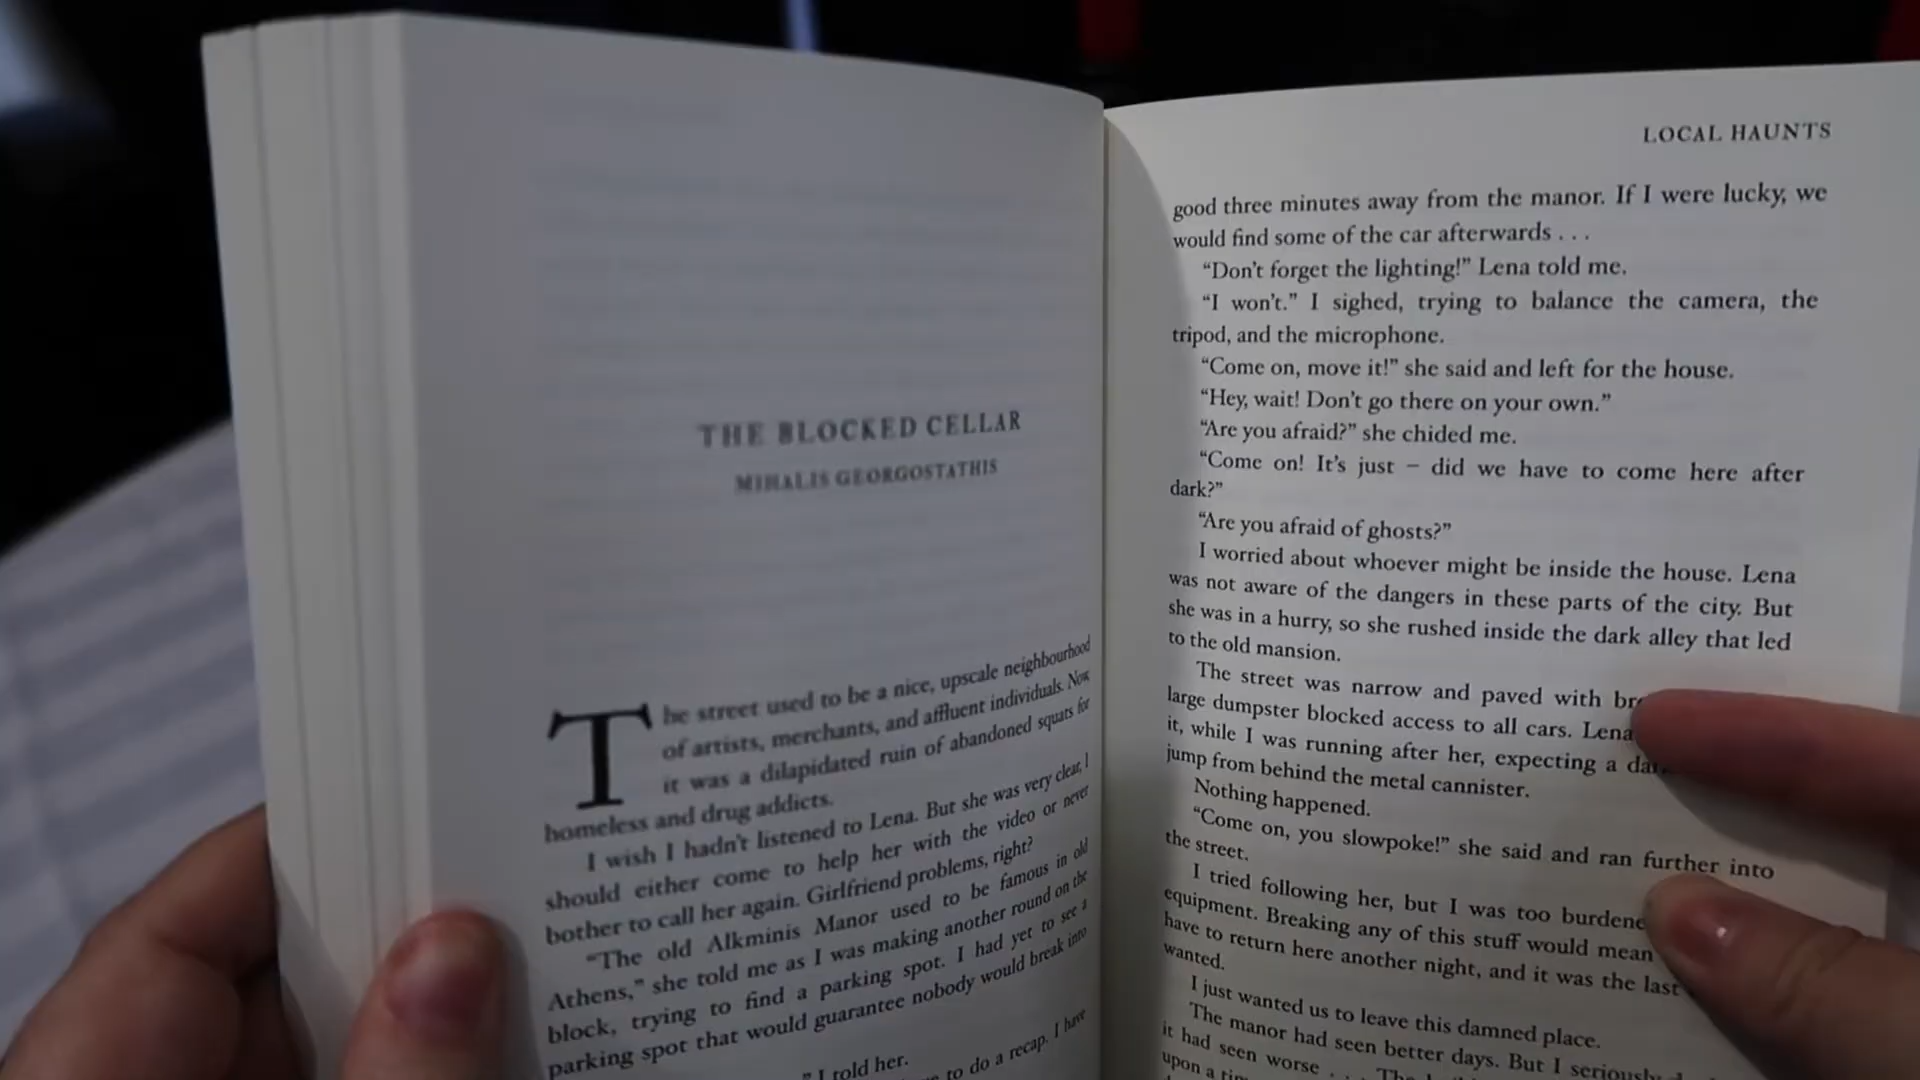 THE BLOCKED CELLAR
MIHALIS GEORGOSTATHIS
The street used to be a nice, upscale neighbourhood
of artists, merchants, and affluent individuals. Now
it was a dilapidated ruin of abandoned squats for
homeless and drug addicts.
I wish I hadn't listened to Lena. But she was very clear, I
should either come to help her with the video or never
bother to call her again. Girlfriend problems, right?
“The old Alkminis Manor used to be famous in old
Athens,” she told me as I was making another round on the
block, trying to find a parking spot. I had yet to see a
parking spot that would guarantee nobody would break into
” I told her.
to do a recap. I have
LOCAL HAUNTS
good three minutes away from the manor. If I were lucky, we
would find some of the car afterwards . . .
“Don't forget the lighting!” Lena told me.
“I won't.” I sighed, trying to balance the camera, the
tripod, and the microphone.
“Come on, move it!” she said and left for the house.
“Hey, wait! Don't go there on your own.”
“Are you afraid?” she chided me.
“Come on! It's just – did we have to come here after
dark?”
“Are you afraid of ghosts?”
I worried about whoever might be inside the house. Lena
was not aware of the dangers in these parts of the city. But
she was in a hurry, so she rushed inside the dark alley that led
to the old mansion.
The street was narrow and paved with
large dumpster blocked access to all cars. Lena
it, while I was running after her, expecting a
jump from behind the metal cannister.
Nothing happened.
“Come on, you slowpoke!” she said and ran further into
the street.
I tried following her, but I was too
equipment. Breaking any of this stuff would mean
have to return here another night, and it was the last
wanted.
I just wanted us to leave this damned place.
The manor had seen better days. But I seriously
it had seen worse . . . The
upon a